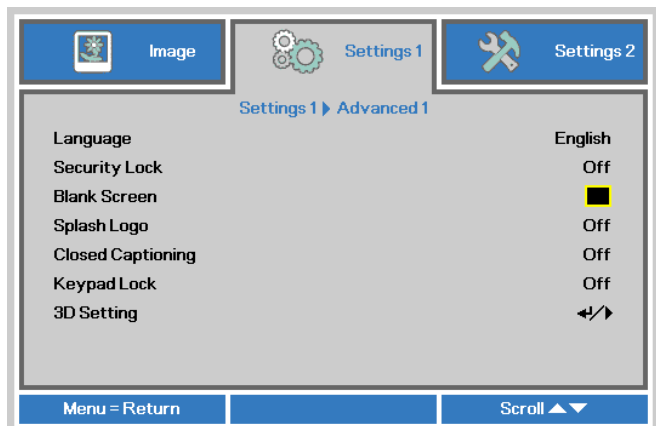 Image Settings 1 Settings 2
Settings 1 Advanced 1
Language English
Security Lock Off
Blank Screen
Splash Logo Off
Closed Captioning Off
Keypad Lock Off
3D Setting /
Menu = Return Scroll